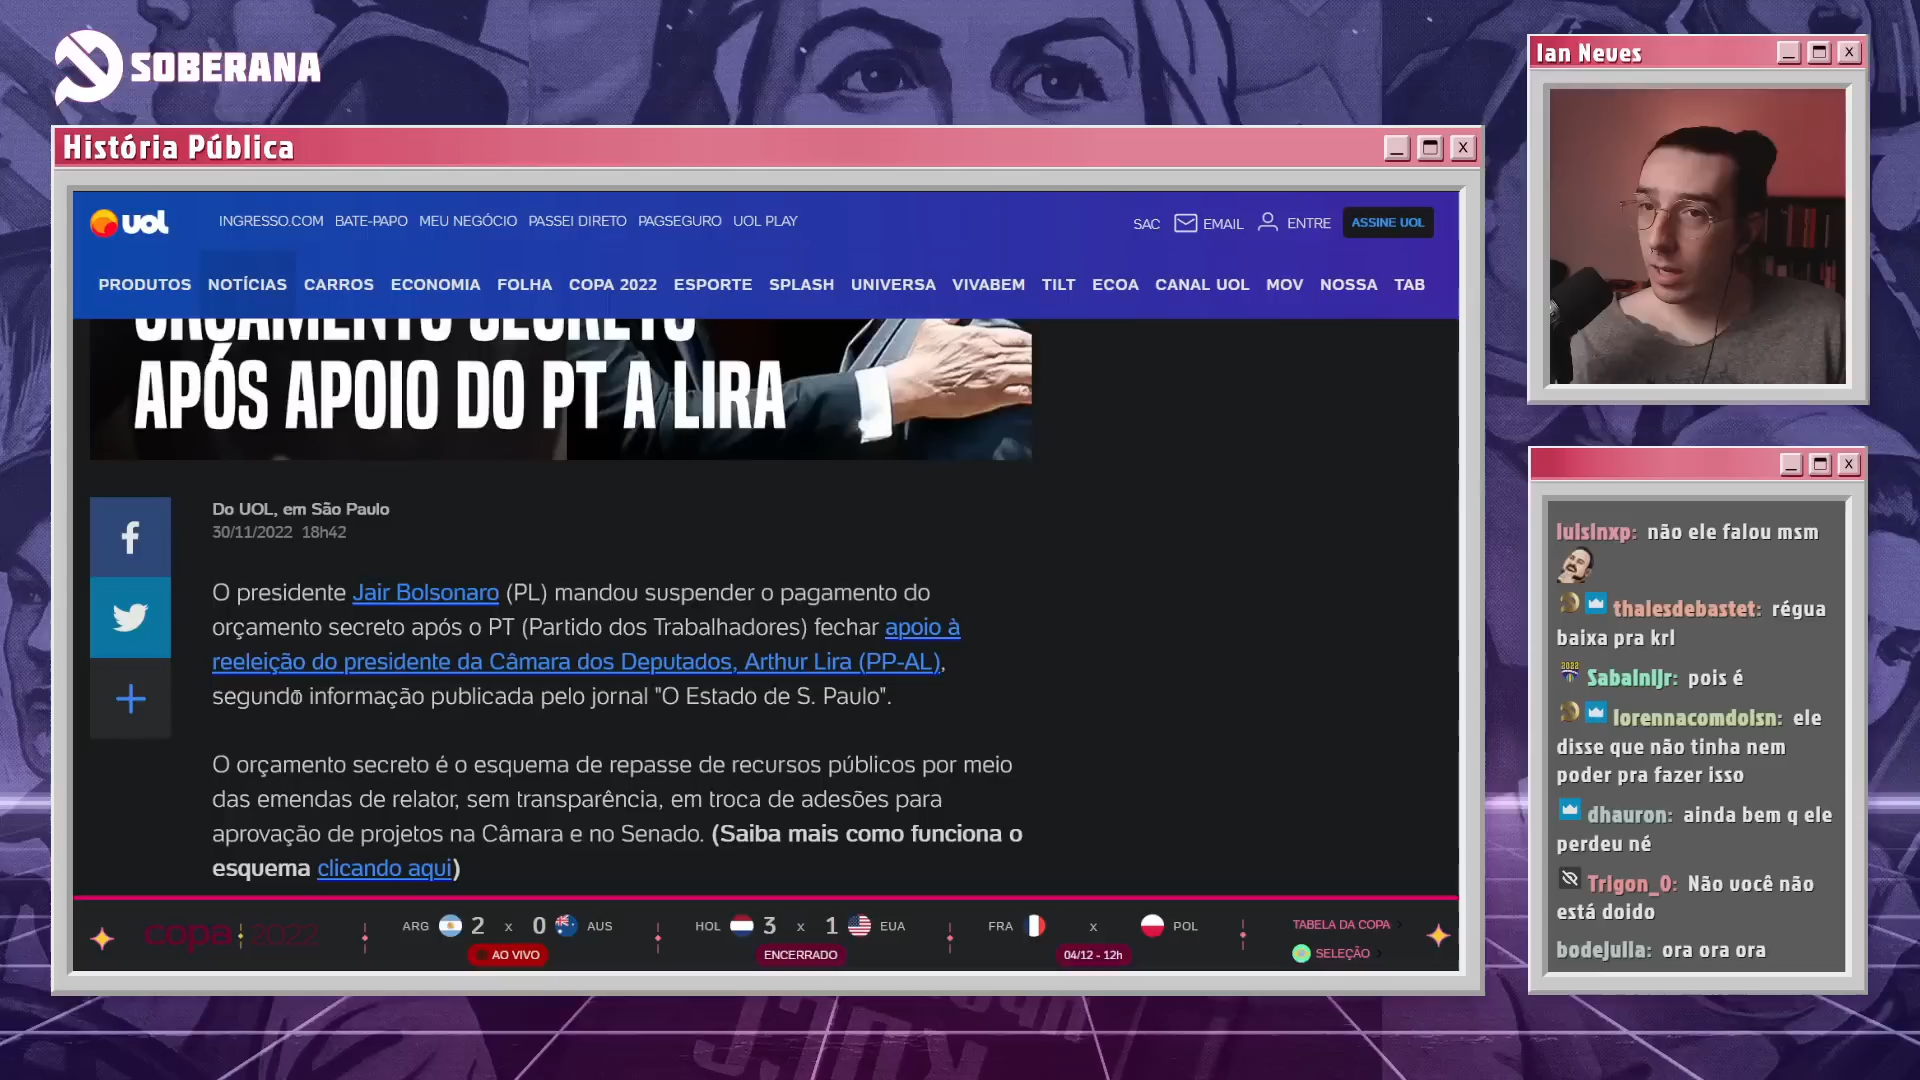 SOBERANA
História Pública
uol
INGRESSO.COM BATE-PAPO MEU NEGÓCIO PASSEI DIRETO PAGSEGURO UOL PLAY
SAC EMAIL ENTRE ASSINE UOL
PRODUTOS NOTÍCIAS CARROS ECONOMIA FOLHA COPA 2022 ESPORTE SPLASH UNIVERSA VIVABEM TILT ECOA CANAL UOL MOV NOSSA TAB
ORÇAMENTO SECRETO
APÓS APOIO DO PT A LIRA
Do UOL, em São Paulo
30/11/2022 18h42
O presidente Jair Bolsonaro (PL) mandou suspender o pagamento do
orçamento secreto após o PT (Partido dos Trabalhadores) fechar apoio à
reeleição do presidente da Câmara dos Deputados, Arthur Lira (PP-AL),
segundo informação publicada pelo jornal "O Estado de S. Paulo".
O orçamento secreto é o esquema de repasse de recursos públicos por meio
das emendas de relator, sem transparência, em troca de adesões para
aprovação de projetos na Câmara e no Senado. (Saiba mais como funciona o
esquema clicando aqui)
copa 2022
ARG 2 x 0 AUS
AO VIVO
HOL 3 x 1 EUA
ENCERRADO
FRA x POL
04/12 - 12h
TABELA DA COPA
SELEÇÃO
Ian Neves
luisinxp: não ele falou msm
thalesdebastet: régua
baixa pra krl
2022
Sabainijr: pois é
lorennacomdoisn: ele
disse que não tinha nem
poder pra fazer isso
dhauron: ainda bem q ele
perdeu né
Trigon_0: Não você não
está doido
bodejulia: ora ora ora